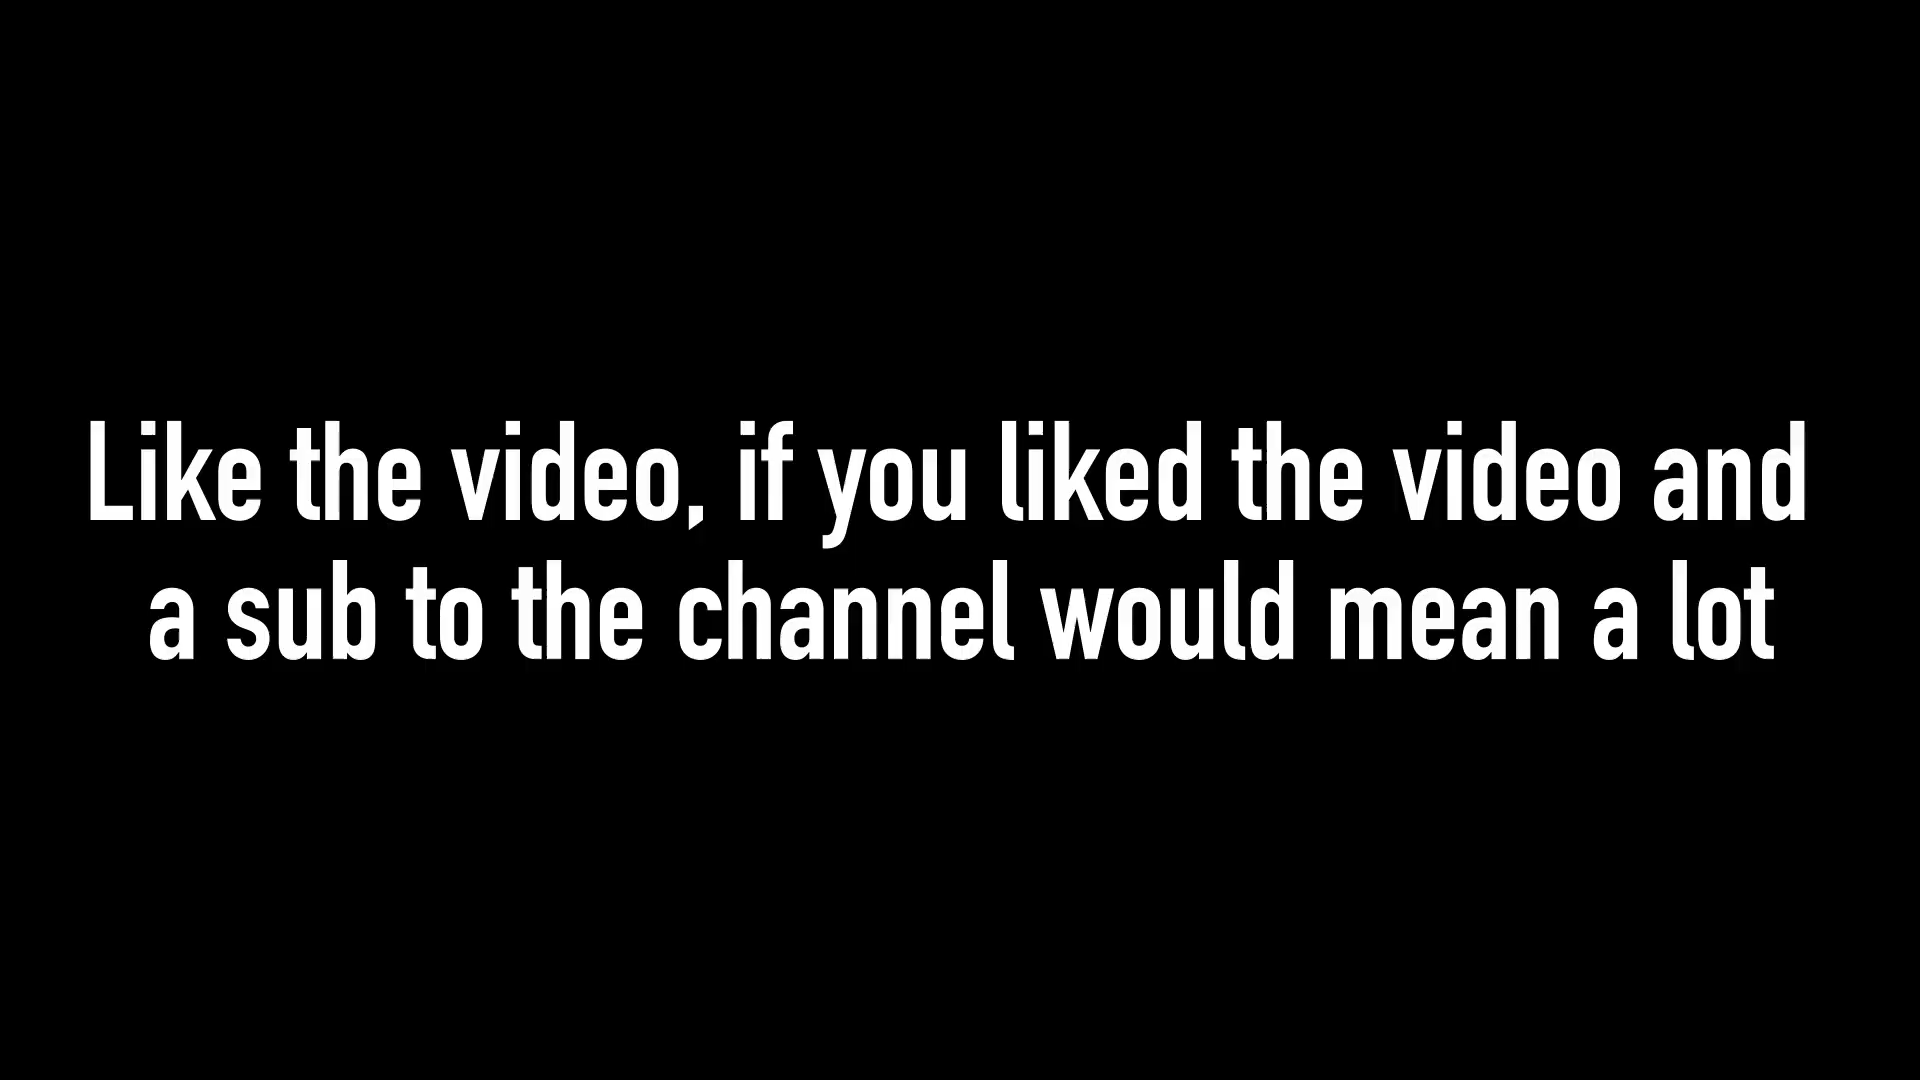 Like the video, if you liked the video and
a sub to the channel would mean a lot